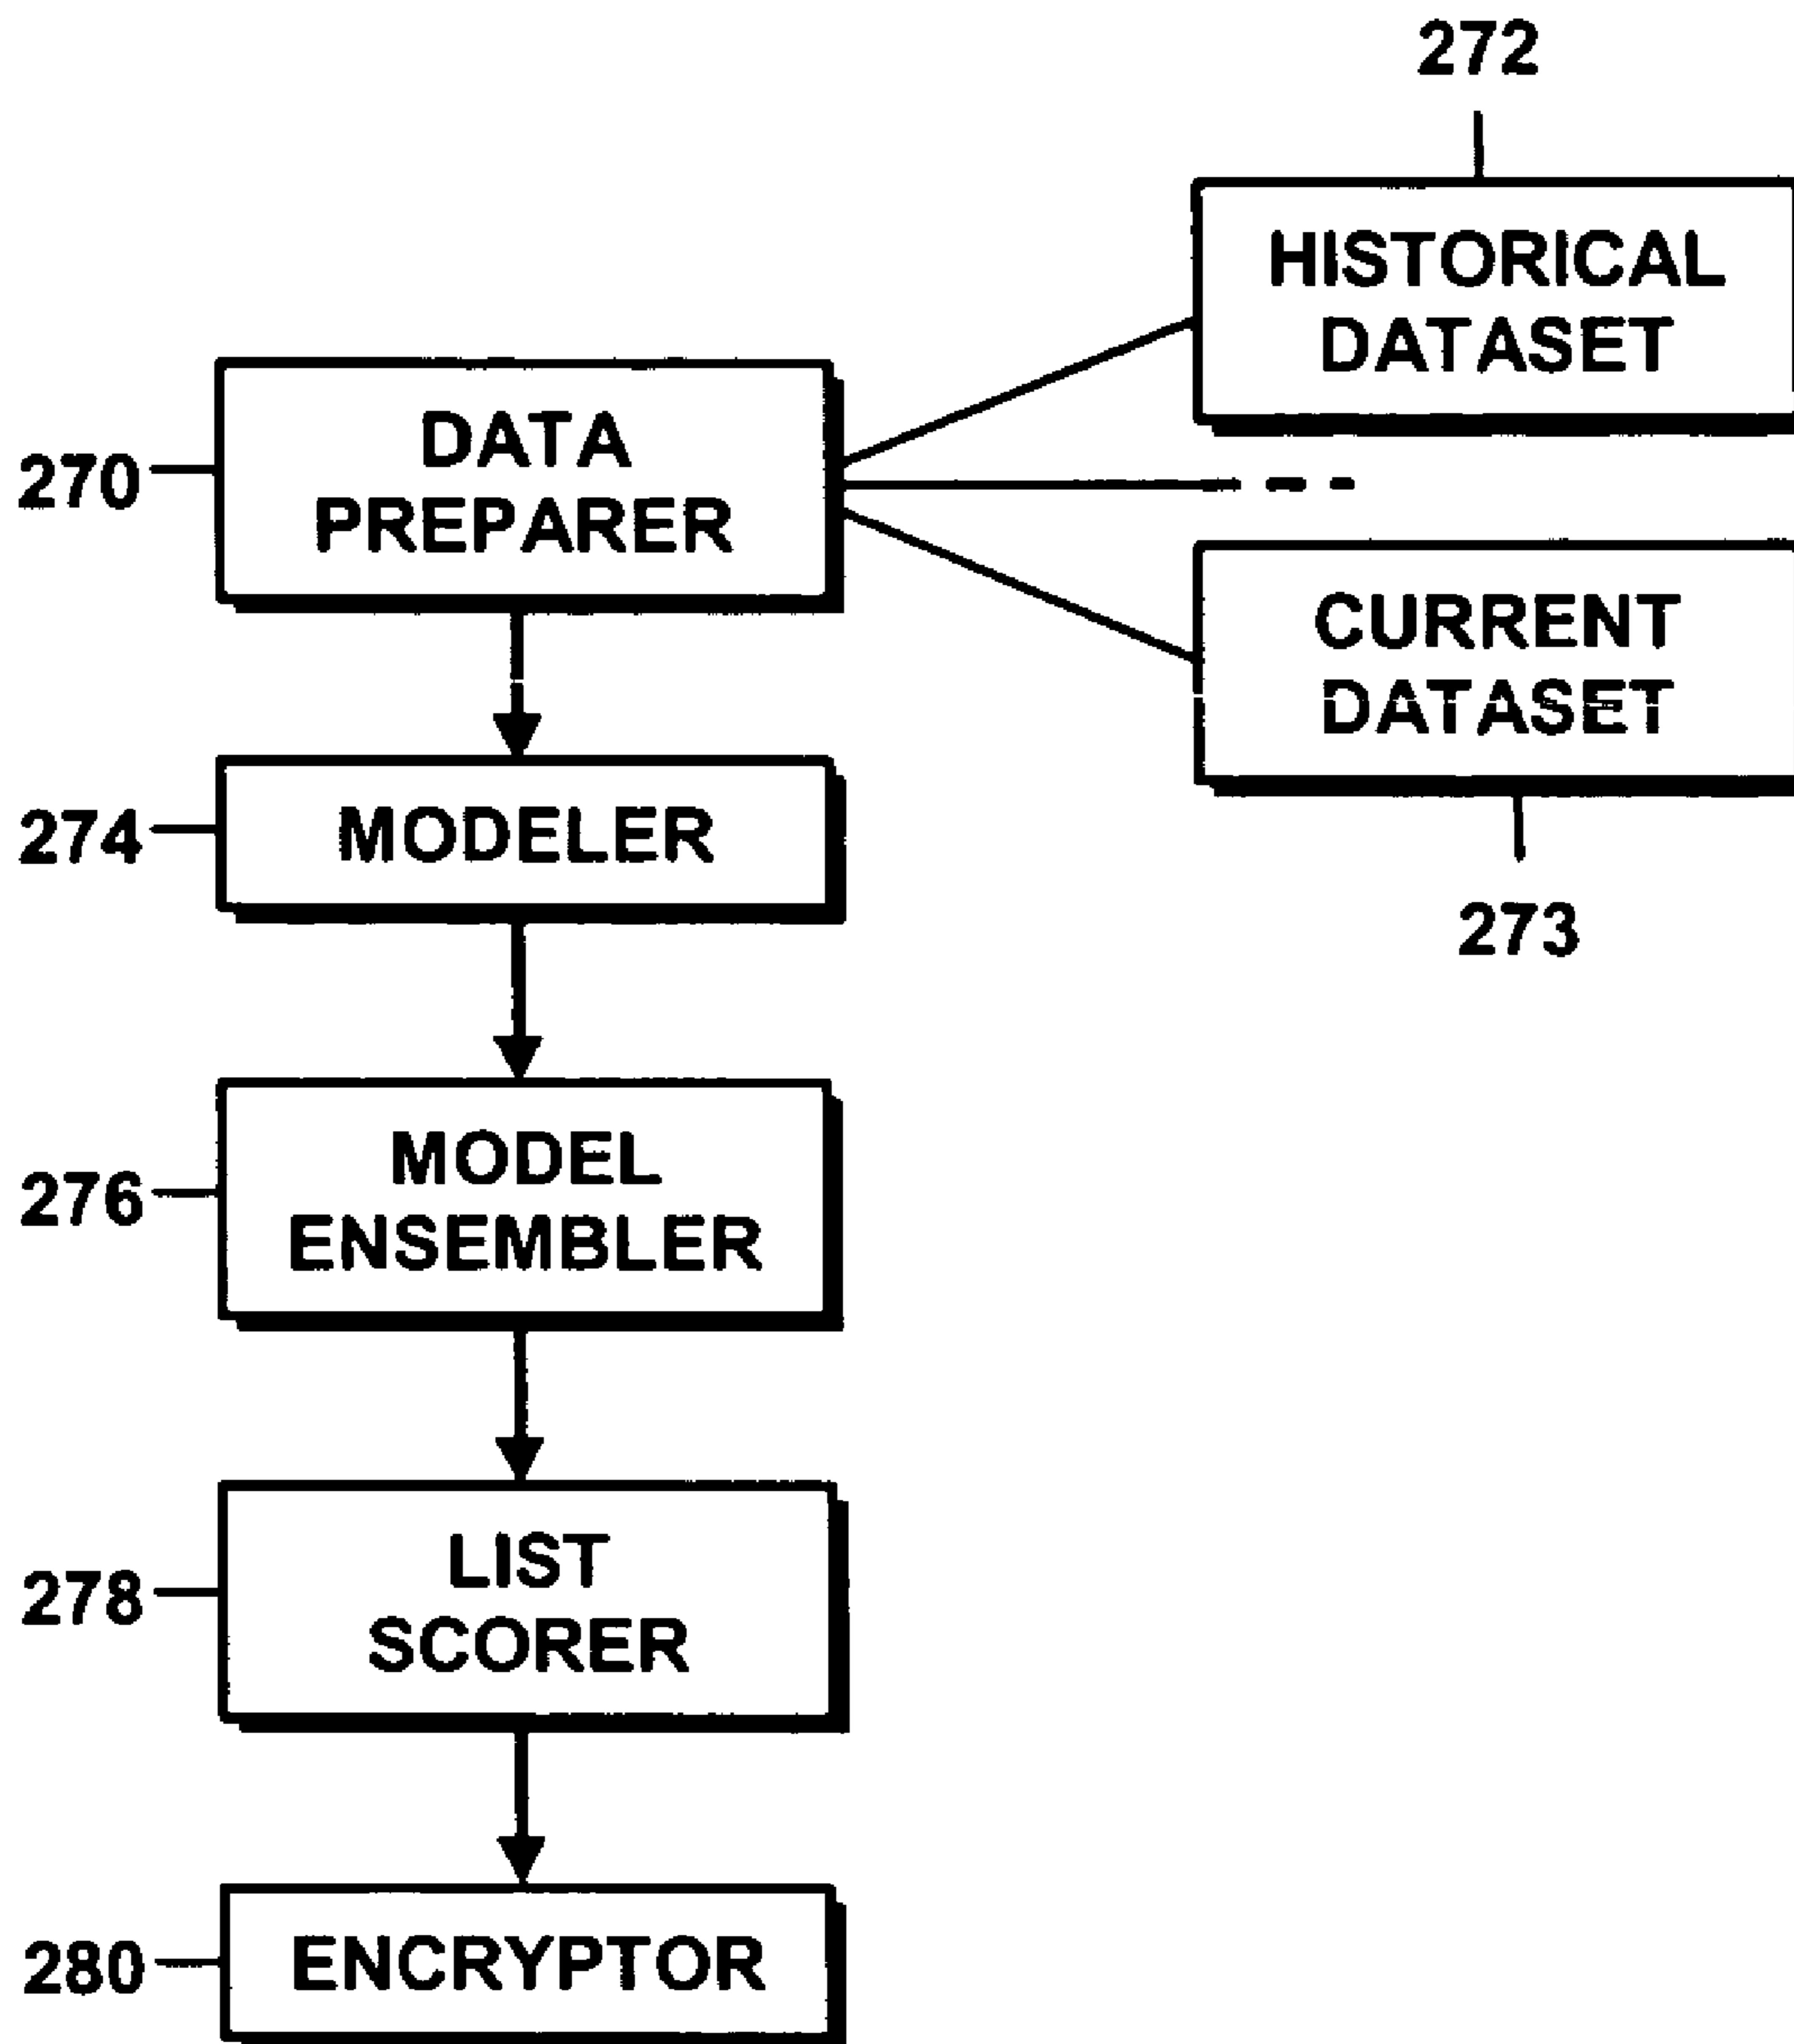 272
HISTORICAL
DATASET
270
DATA
PREPARER
CURRENT
DATASET
273
274
MODELER
276
MODEL
ENSEMBLER
278
LIST
SCORER
280
ENCRYPTOR